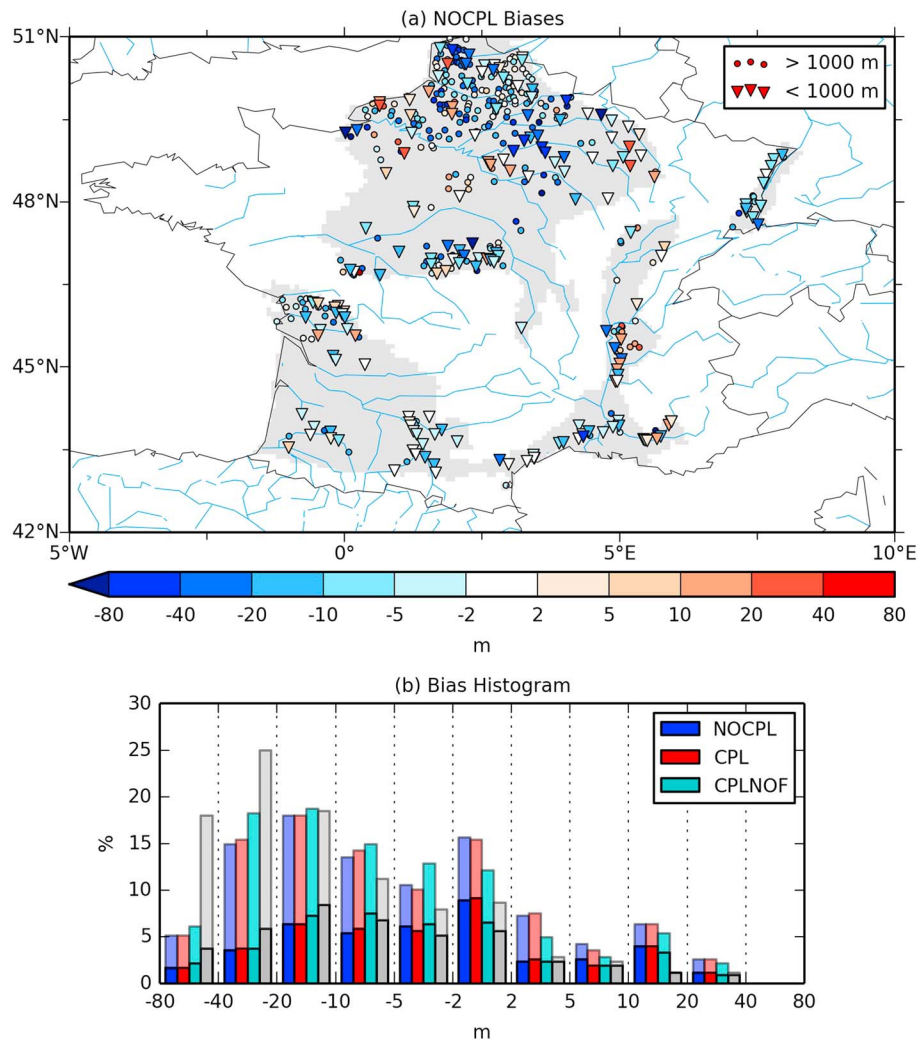 (a) NOCPL Biases
51°N
48°N
45°N
42°N
> 1000 m
< 1000 m
5°W 0° 5°E 10°E
-80 -40 -20 -10 -5 -2 2 5 10 20 40 80
m
(b) Bias Histogram
30
25
20
15
10
5
0
%
NOCPL
CPL
CPLNOF
-80 -40 -20 -10 -5 -2 2 5 10 20 40 80
m